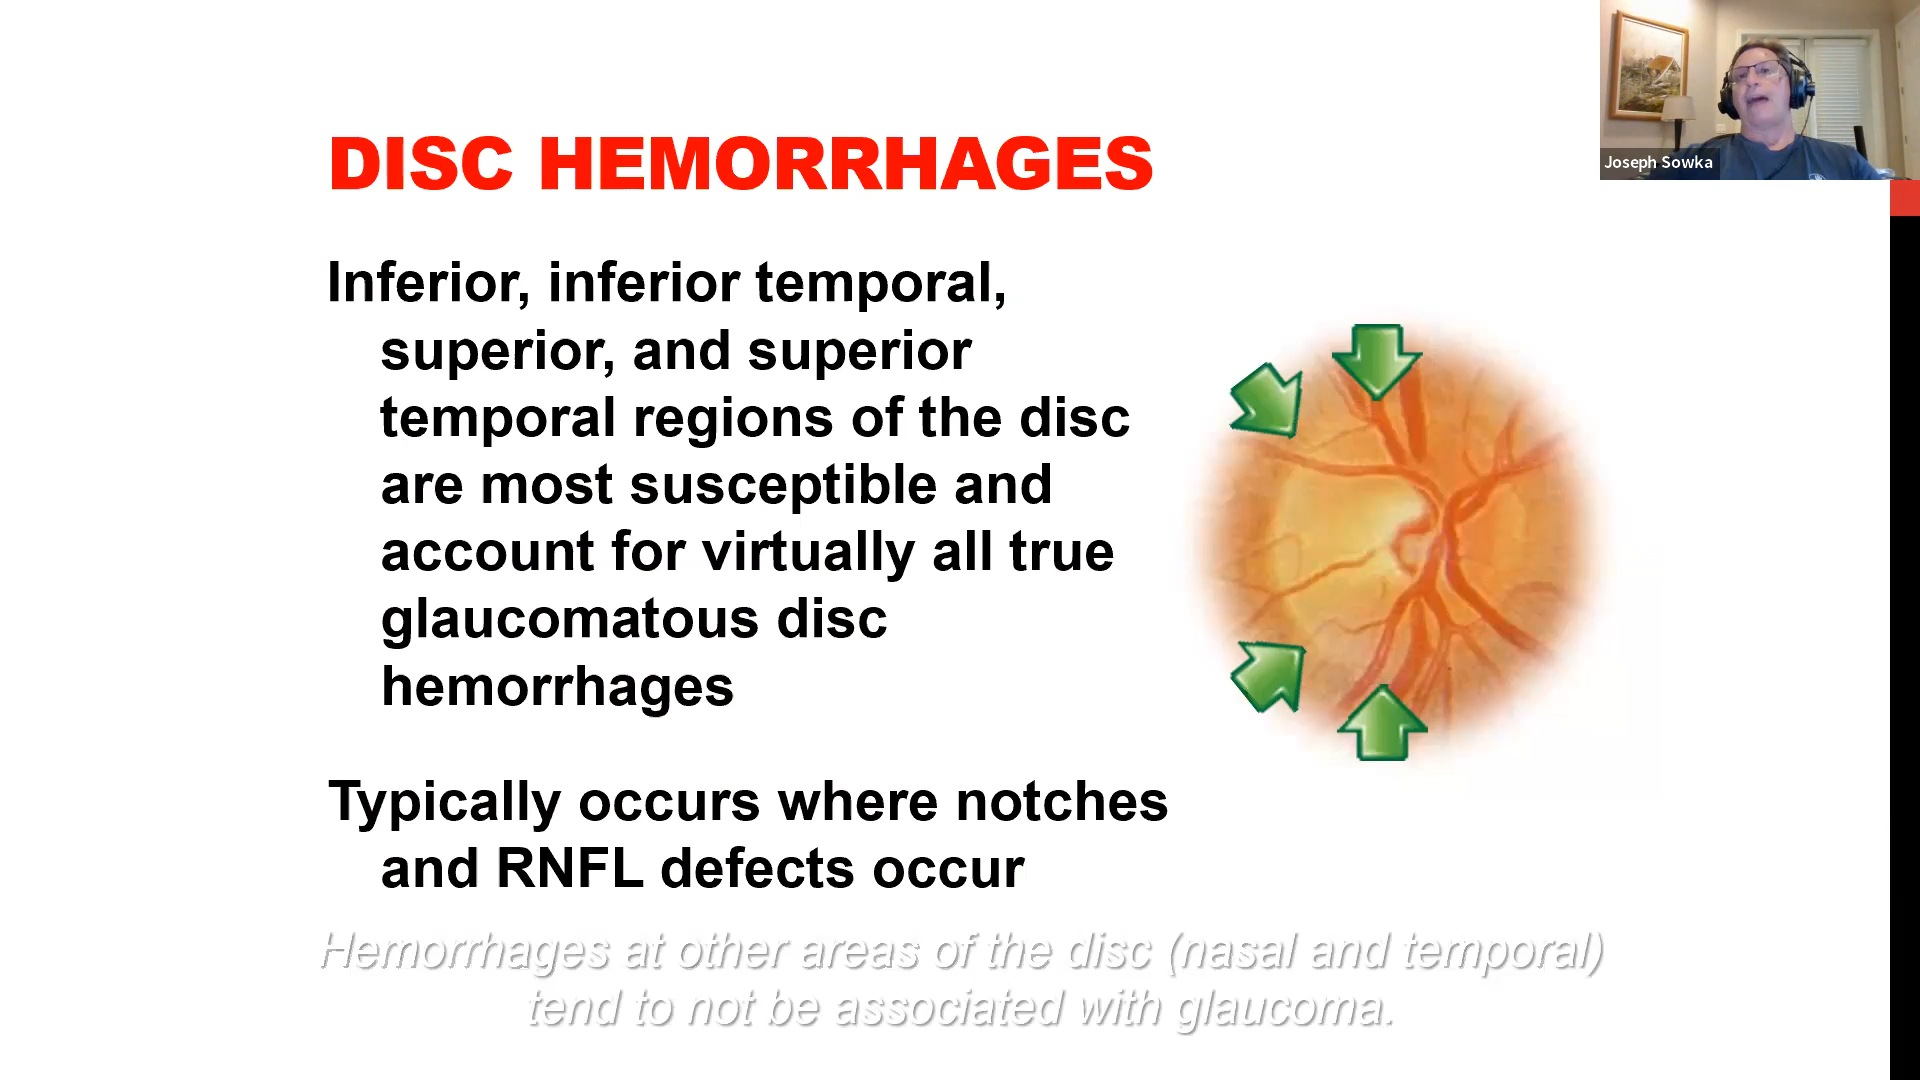 Joseph Sowka
DISC HEMORRHAGES
Inferior, inferior temporal,
superior, and superior
temporal regions of the disc
are most susceptible and
account for virtually all true
glaucomatous disc
hemorrhages
Typically occurs where notches
and RNFL defects occur
Hemorrhages at other areas of the disc (nasal and temporal)
tend to not be associated with glaucoma.